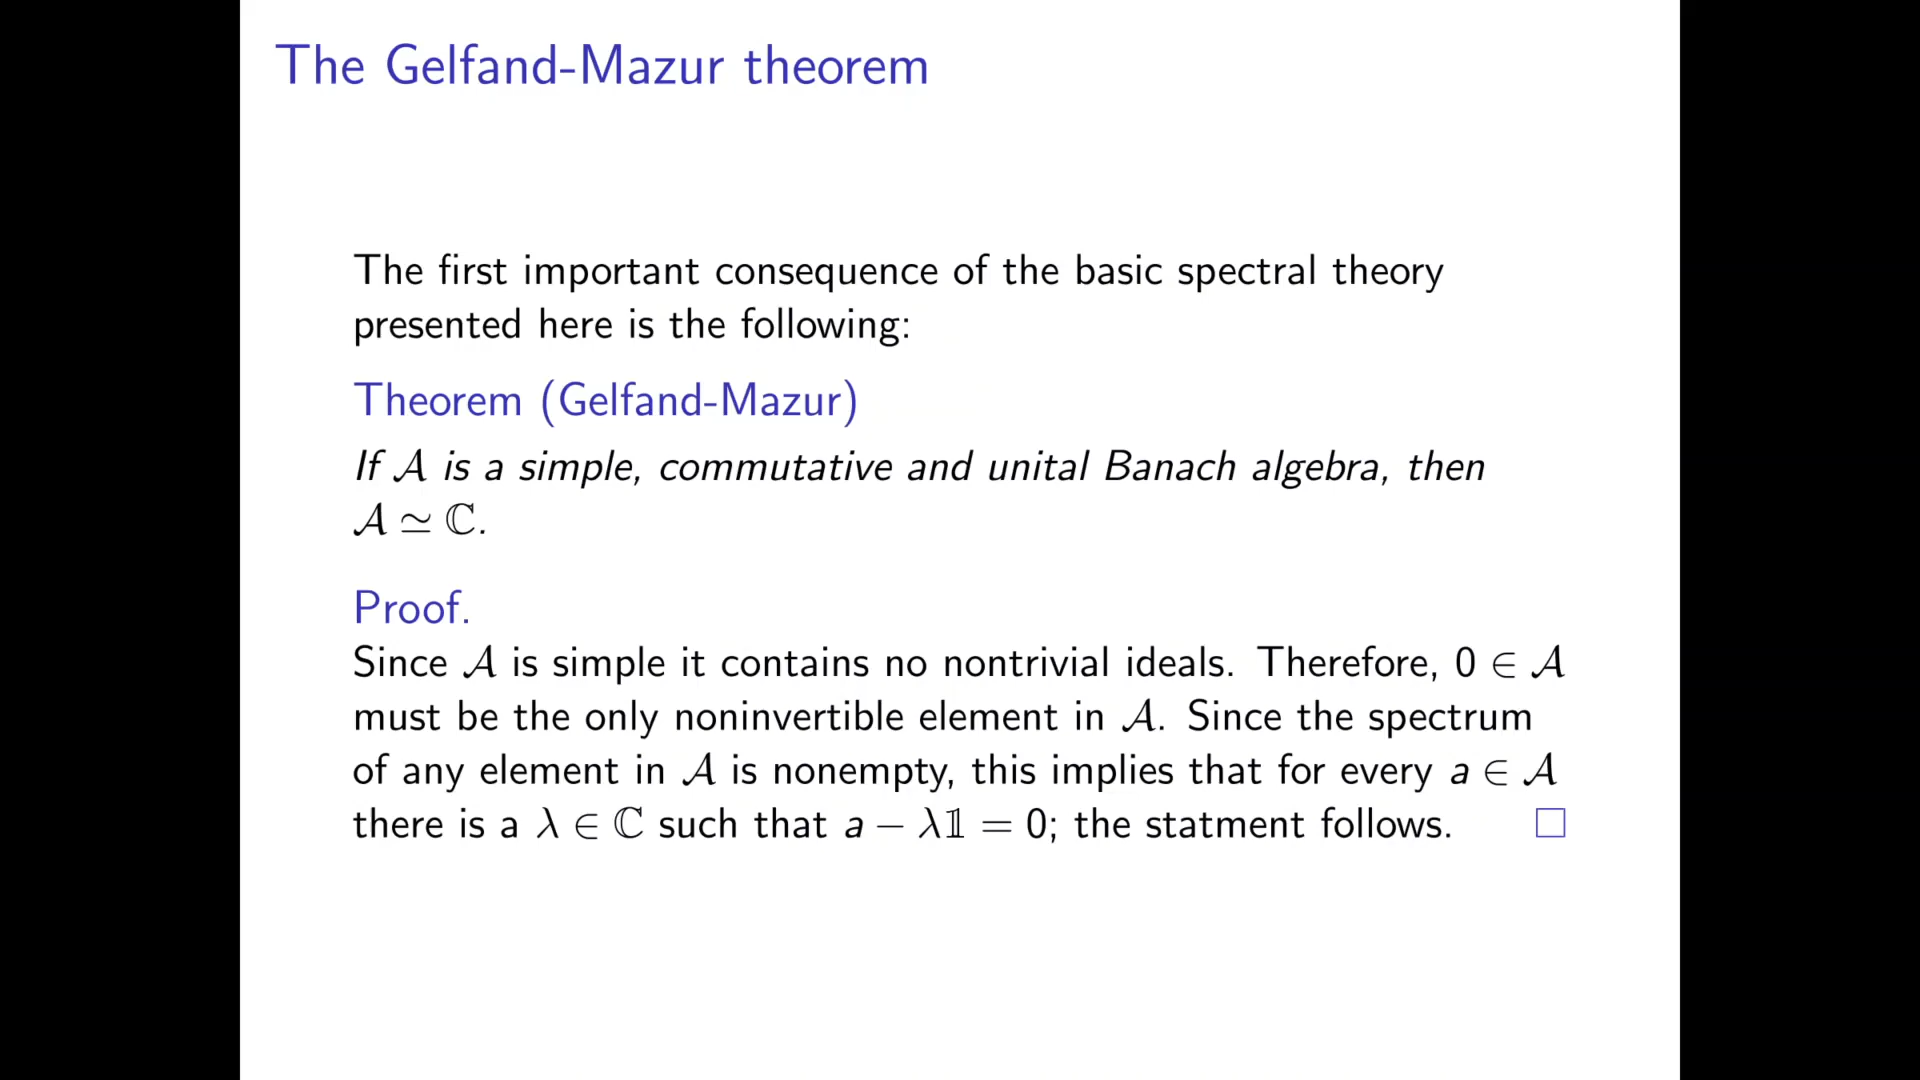 The Gelfand-Mazur theorem
The first important consequence of the basic spectral theory
presented here is the following:
Theorem (Gelfand-Mazur)
If 𝒜 is a simple, commutative and unital Banach algebra, then
𝒜 ≃ ℂ.
Proof.
Since 𝒜 is simple it contains no nontrivial ideals. Therefore, 0 ∈ 𝒜
must be the only noninvertible element in 𝒜. Since the spectrum
of any element in 𝒜 is nonempty, this implies that for every a ∈ 𝒜
there is a λ ∈ ℂ such that a − λ𝟙 = 0; the statment follows. □